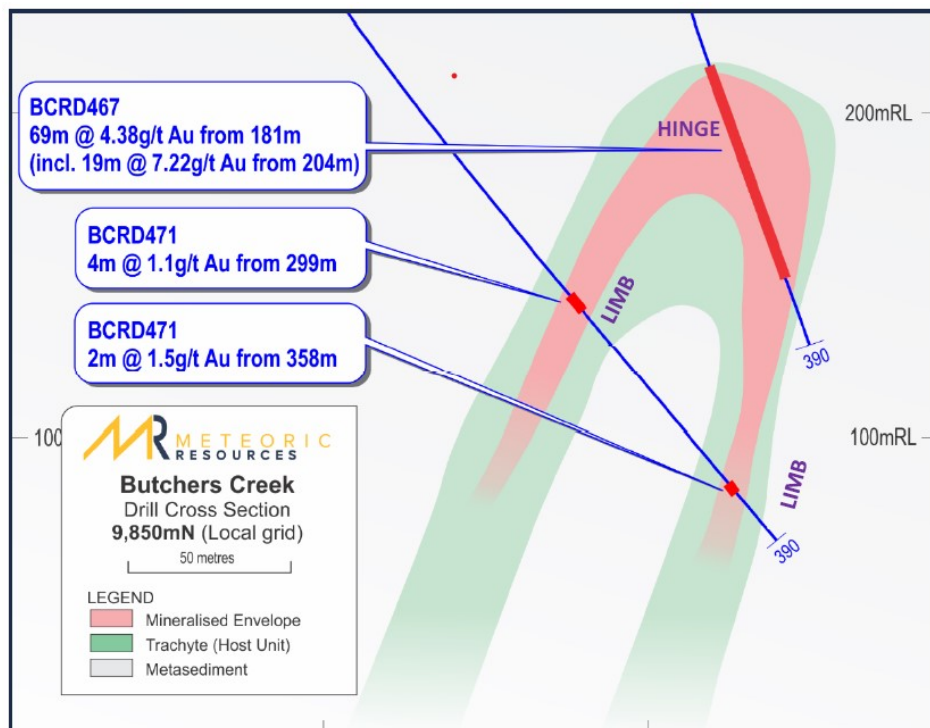 BCRD467
69m @ 4.38g/t Au from 181m
(incl. 19m @ 7.22g/t Au from 204m)
HINGE
200mRL
BCRD471
4m @ 1.1g/t Au from 299m
LIMB
BCRD471
2m @ 1.5g/t Au from 358m
390
100
100mRL
LIMB
390
MR METEORIC
RESOURCES
Butchers Creek
Drill Cross Section
9,850mN (Local grid)
50 metres
LEGEND
Mineralised Envelope
Trachyte (Host Unit)
Metasediment